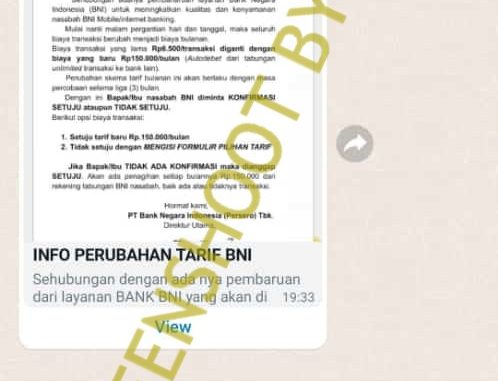 Indonesia (BNI) untuk meningkatkan kualitas dan kenyamanan
nasabah BNI Mobile/internet banking.
Mulai nanti malam pergantian hari dan tanggal, maka seluruh
biaya transaksi berubah menjadi biaya bulanan.
Biaya transaksi yang lama Rp6.500/transaksi diganti dengan
biaya yang baru Rp150.000/bulan (Autodebet dari tabungan
unlimited transaksi ke bank lain).
Perubahan skema tarif bulanan ini akan berlaku dengan masa
percobaan selama tiga (3) bulan.
Dengan ini Bapak/Ibu nasabah BNI diminta KONFIRMASI
SETUJU ataupun TIDAK SETUJU.
Berikut opsi biaya transaksi:
1. Setuju tarif baru Rp.150.000/bulan
2. Tidak setuju dengan MENGISI FORMULIR PILIHAN TARIF
Jika Bapak/Ibu TIDAK ADA KONFIRMASI maka dianggap
SETUJU. Akan ada penagihan setiap bulannya Rp.150.000 dari
rekening tabungan BNI nasabah, baik ada atau tidaknya transaksi.
Hormat kami,
PT Bank Negara Indonesia (Persero) Tbk.
Direktur Utama,
INFO PERUBAHAN TARIF BNI
Sehubungan dengan ada nya pembaruan
dari layanan BANK BNI yang akan di 19:33
View
ENSHOOT BY